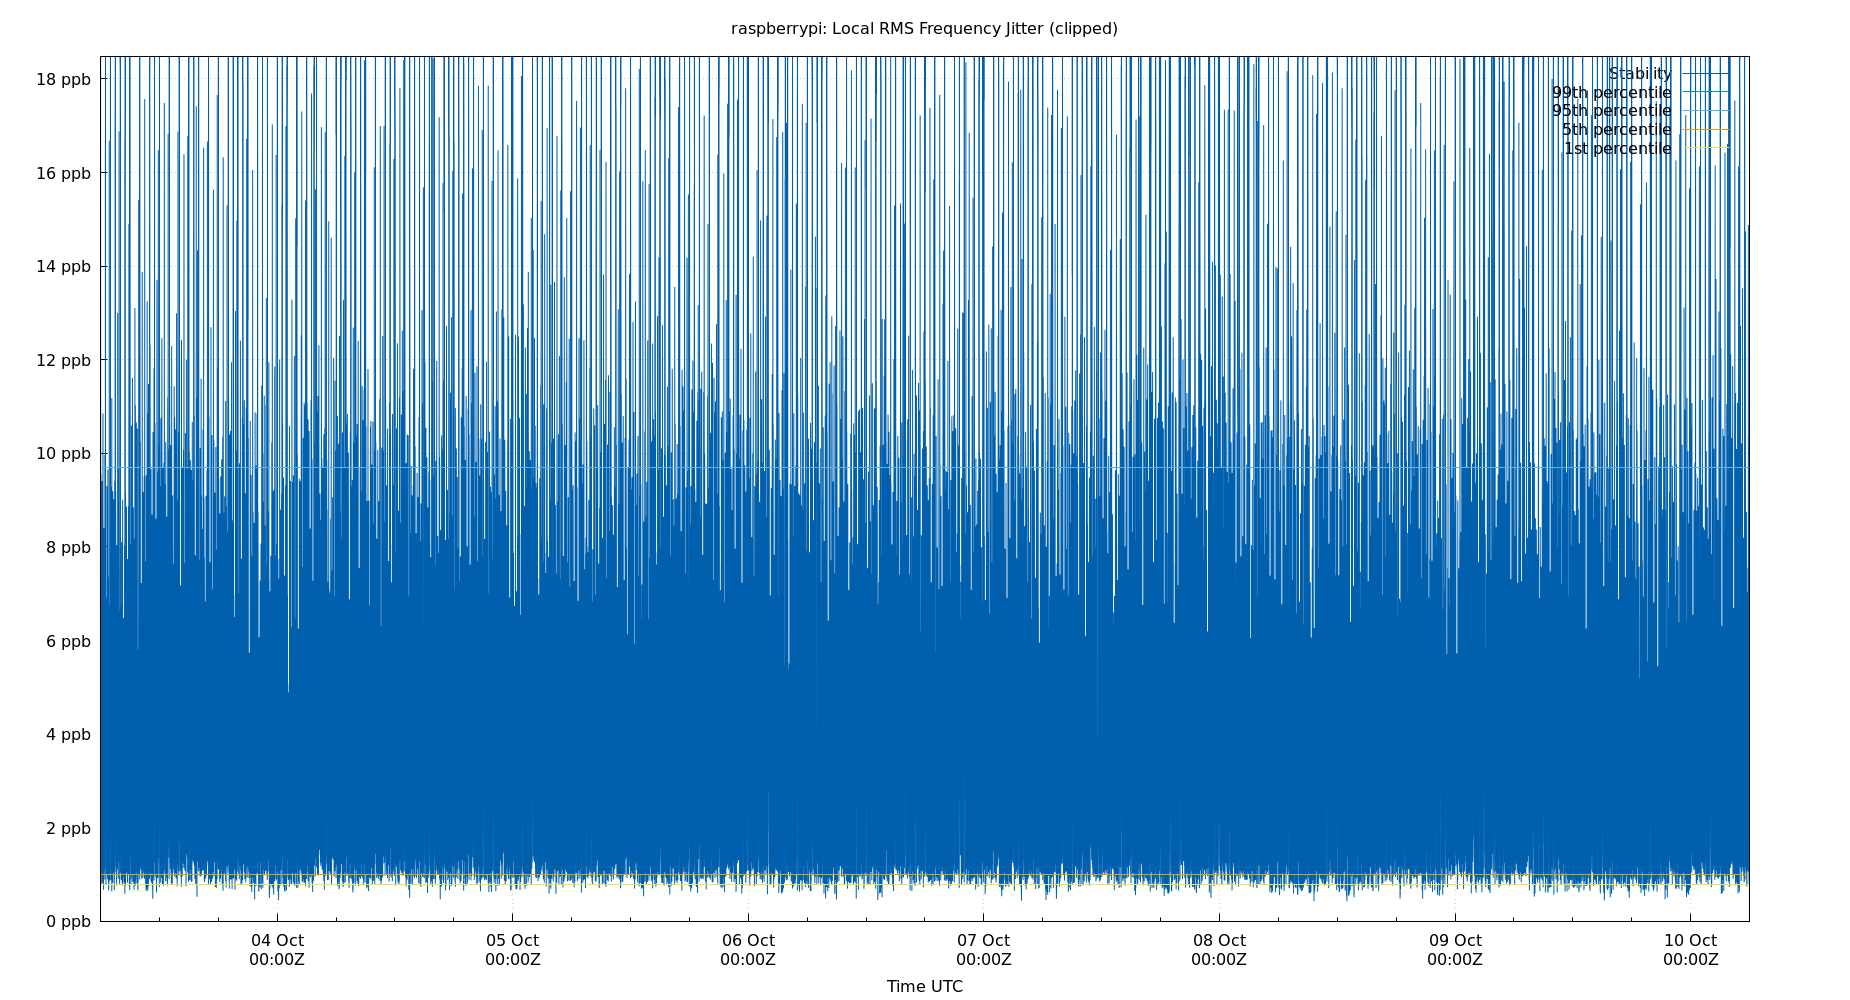 raspberrypi: Local RMS Frequency Jitter (clipped)
18 ppb
16 ppb
14 ppb
12 ppb
10 ppb
8 ppb
6 ppb
4 ppb
2 ppb
0 ppb
Stability
99th percentile
95th percentile
5th percentile
1st percentile
04 Oct 05 Oct 06 Oct 07 Oct 08 Oct 09 Oct 10 Oct
00:00Z 00:00Z 00:00Z 00:00Z 00:00Z 00:00Z 00:00Z
Time UTC